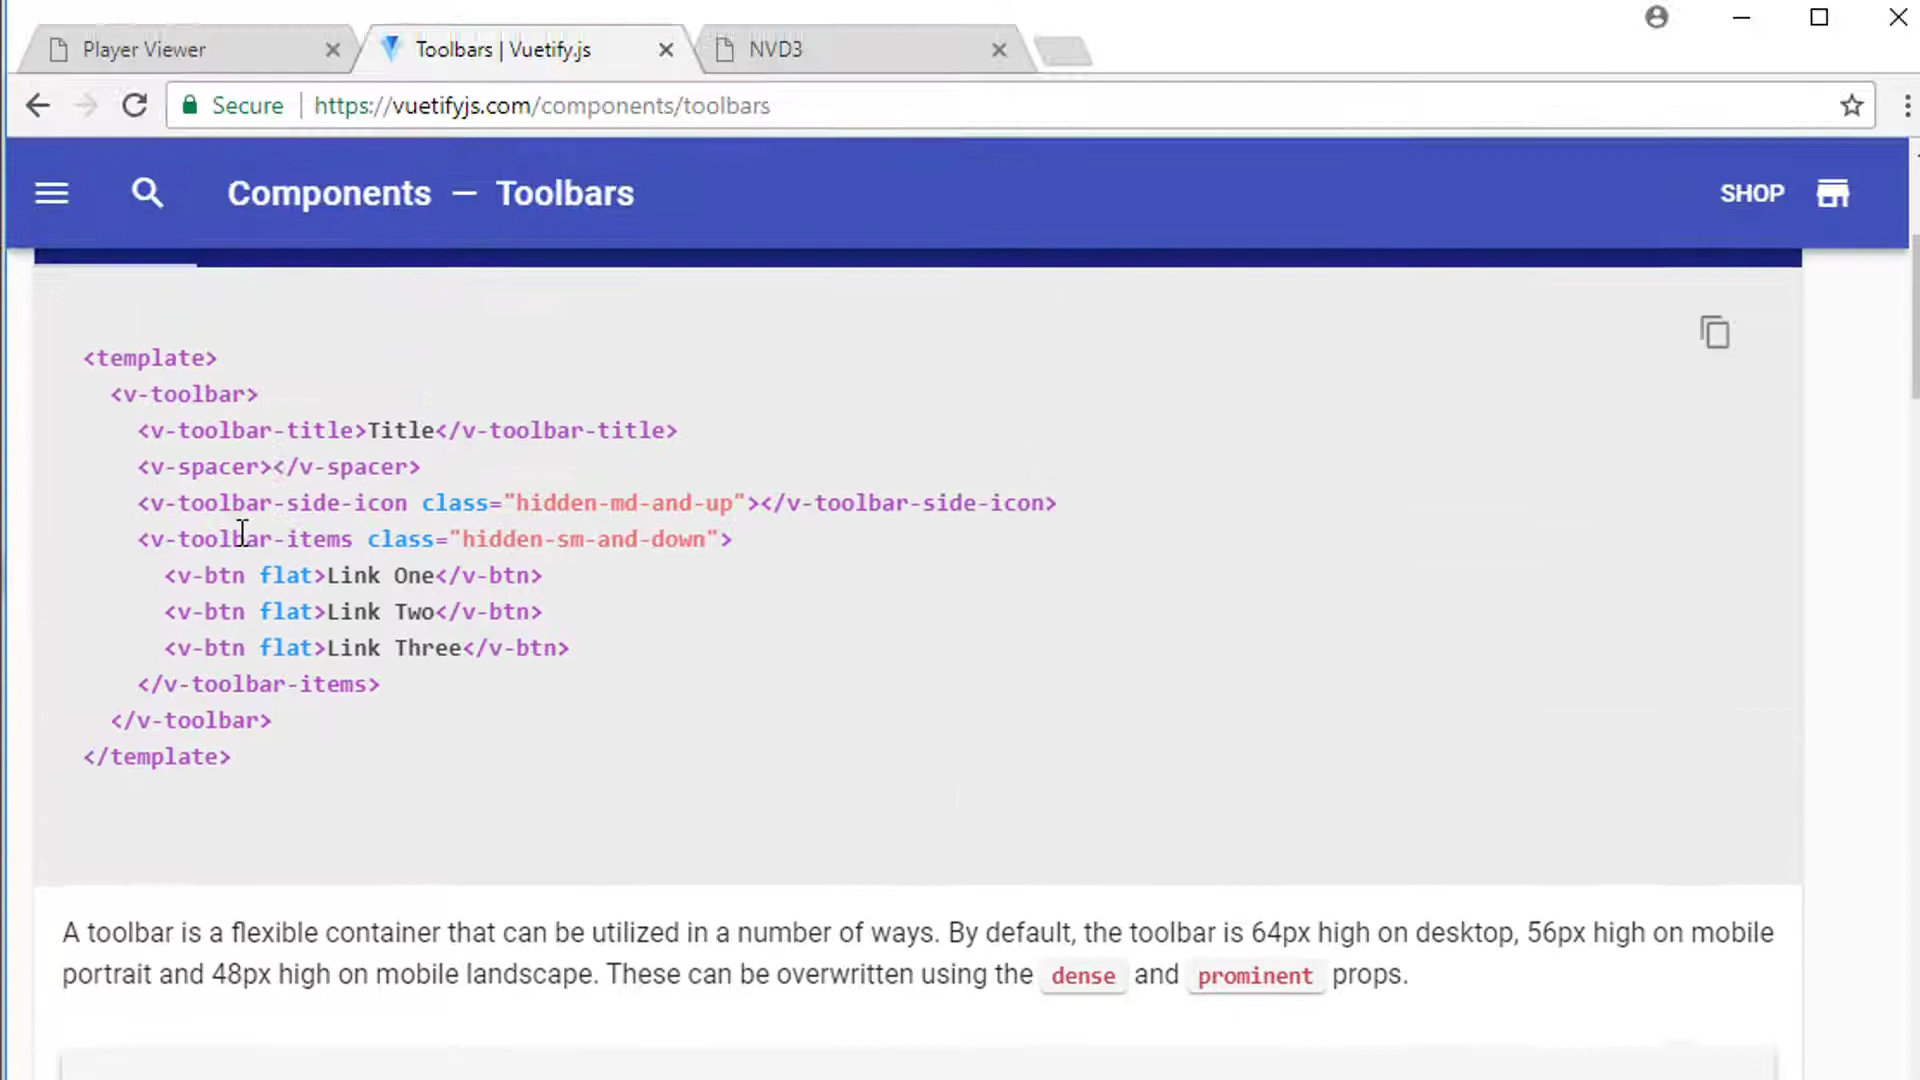 Player Viewer
Toolbars | Vuetify.js
NVD3
Secure
https://vuetifyjs.com/components/toolbars
Components — Toolbars
SHOP
<template>
  <v-toolbar>
    <v-toolbar-title>Title</v-toolbar-title>
    <v-spacer></v-spacer>
    <v-toolbar-side-icon class="hidden-md-and-up"></v-toolbar-side-icon>
    <v-toolbar-items class="hidden-sm-and-down">
      <v-btn flat>Link One</v-btn>
      <v-btn flat>Link Two</v-btn>
      <v-btn flat>Link Three</v-btn>
    </v-toolbar-items>
  </v-toolbar>
</template>
A toolbar is a flexible container that can be utilized in a number of ways. By default, the toolbar is 64px high on desktop, 56px high on mobile
portrait and 48px high on mobile landscape. These can be overwritten using the dense and prominent props.